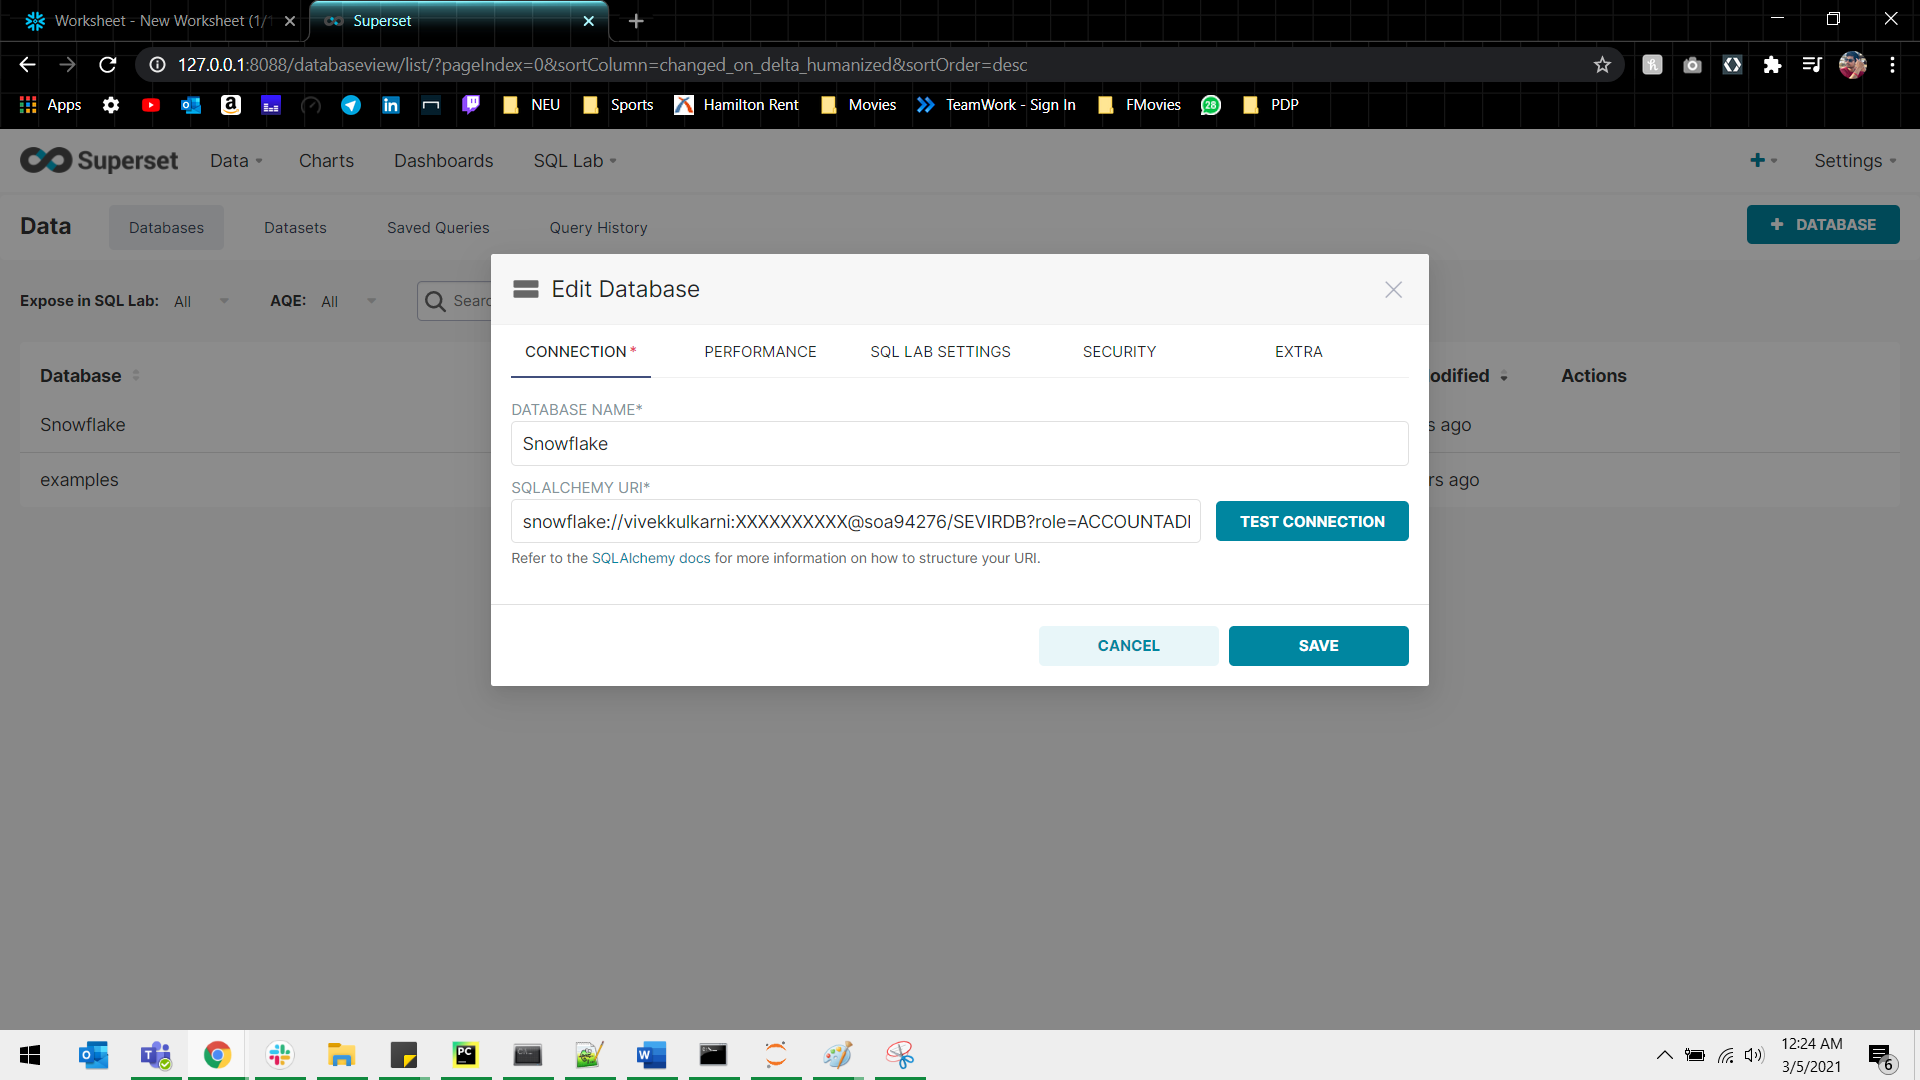 Worksheet - New Worksheet (1/
Superset
127.0.0.1:8088/databaseview/list/?pageIndex=0&sortColumn=changed_on_delta_humanized&sortOrder=desc
Apps NEU Sports Hamilton Rent Movies TeamWork - Sign In FMovies 28 PDP
Superset Data Charts Dashboards SQL Lab + Settings
Data Databases Datasets Saved Queries Query History + DATABASE
Edit Database
Expose in SQL Lab: All AQE: All Searc
CONNECTION* PERFORMANCE SQL LAB SETTINGS SECURITY EXTRA
Database odified Actions
DATABASE NAME*
Snowflake s ago
Snowflake
examples rs ago
SQLALCHEMY URI*
snowflake://vivekkulkarni:XXXXXXXXXX@soa94276/SEVIRDB?role=ACCOUNTADI TEST CONNECTION
Refer to the SQLAlchemy docs for more information on how to structure your URI.
CANCEL SAVE
12:24 AM
3/5/2021
6